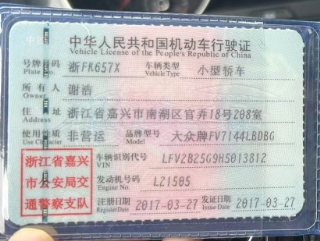 中华人民共和国机动车行驶证
Vehicle License of the People's Republic of China
号牌号码 浙FK657X 车辆类型 小型轿车
Plate Vehicle Type
所有人 谢浩
Owner
住址 浙江省嘉兴市南湖区官弄18号208室
使用性质 非营运 品牌型号 大众牌FV7144LBDBG
车辆识别代号 LFV2B25G9H5013812
VIN
发动机号码 L21505
Engine No.
注册日期 2017-03-27 发证日期 2017-03-27
Register Date Issue Date
浙江省嘉兴
市公安局交
通警察支队